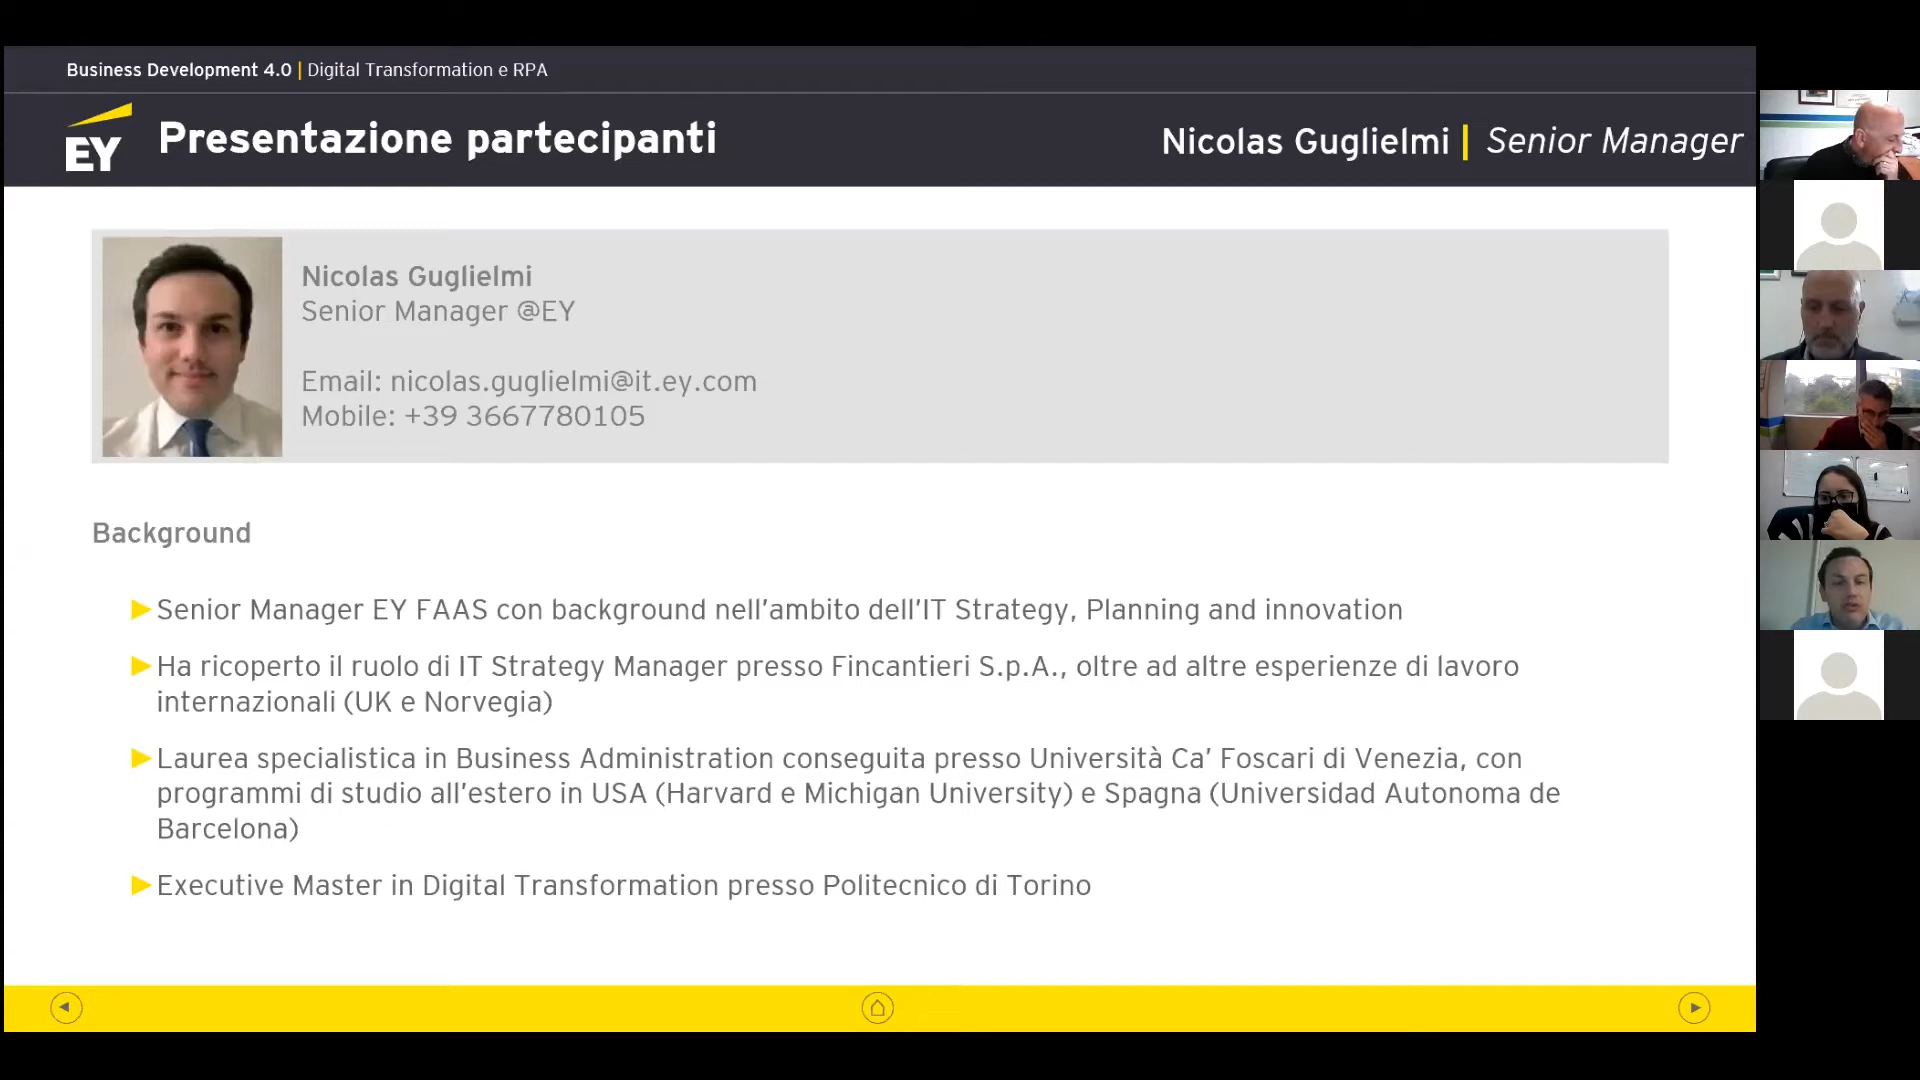 Business Development 4.0 | Digital Transformation e RPA
EY
Presentazione partecipanti
Nicolas Guglielmi | Senior Manager
Nicolas Guglielmi
Senior Manager @EY
Email: nicolas.guglielmi@it.ey.com
Mobile: +39 3667780105
Background
Senior Manager EY FAAS con background nell’ambito dell’IT Strategy, Planning and innovation
Ha ricoperto il ruolo di IT Strategy Manager presso Fincantieri S.p.A., oltre ad altre esperienze di lavoro
internazionali (UK e Norvegia)
Laurea specialistica in Business Administration conseguita presso Università Ca’ Foscari di Venezia, con
programmi di studio all’estero in USA (Harvard e Michigan University) e Spagna (Universidad Autonoma de
Barcelona)
Executive Master in Digital Transformation presso Politecnico di Torino